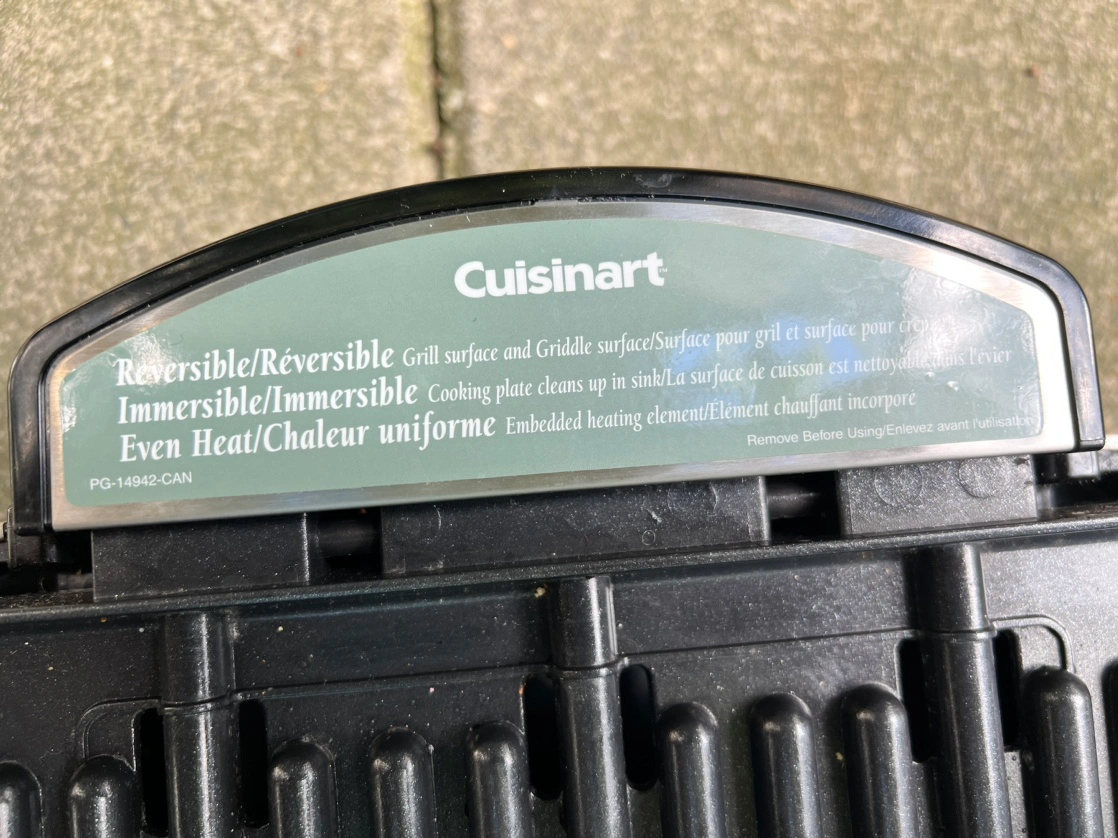 Cuisinart™
Reversible/Réversible Grill surface and Griddle surface/Surface pour gril et surface pour
Immersible/Immersible Cooking plate cleans up in sink/La surface de cuisson est nettoyable dans l'évier
Even Heat/Chaleur uniforme Embedded heating element/Élément chauffant incorporé
Remove Before Using/Enlevez avant l'utilisation
PG-14942-CAN